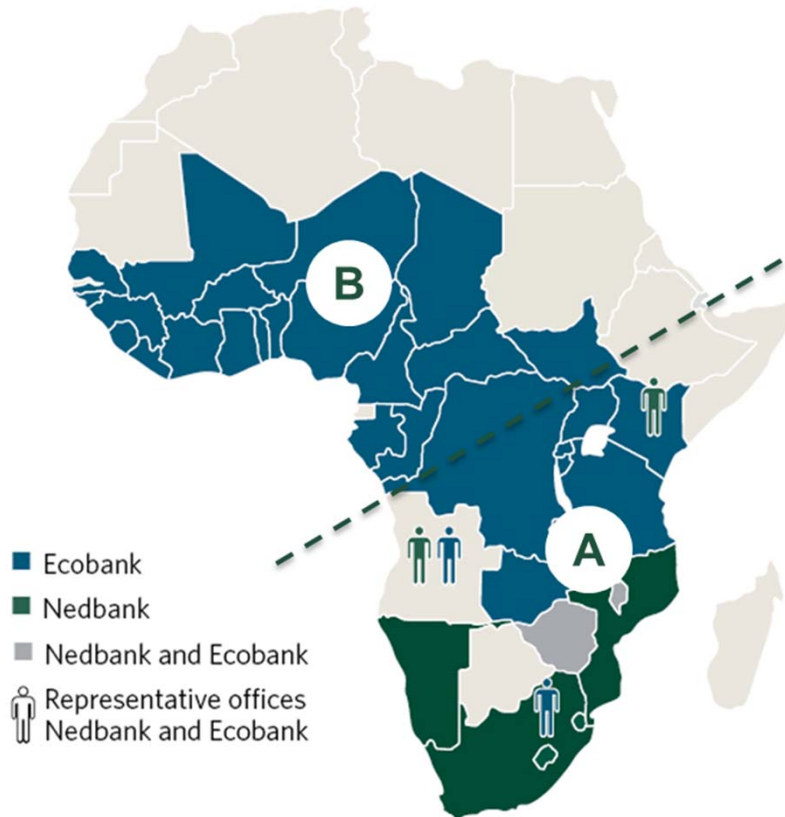 B
A
Ecobank
Nedbank
Nedbank and Ecobank
Representative offices
Nedbank and Ecobank